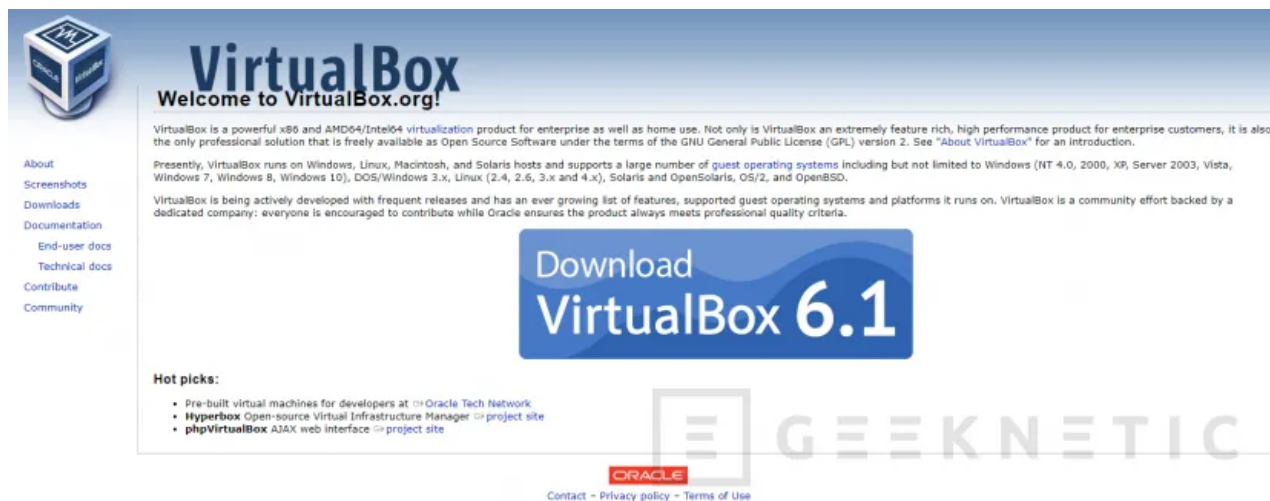 ORACLE
VirtualBox
VirtualBox
Welcome to VirtualBox.org!
VirtualBox is a powerful x86 and AMD64/Intel64 virtualization product for enterprise as well as home use. Not only is VirtualBox an extremely feature rich, high performance product for enterprise customers, it is also
the only professional solution that is freely available as Open Source Software under the terms of the GNU General Public License (GPL) version 2. See "About VirtualBox" for an introduction.
Presently, VirtualBox runs on Windows, Linux, Macintosh, and Solaris hosts and supports a large number of guest operating systems including but not limited to Windows (NT 4.0, 2000, XP, Server 2003, Vista,
Windows 7, Windows 8, Windows 10), DOS/Windows 3.x, Linux (2.4, 2.6, 3.x and 4.x), Solaris and OpenSolaris, OS/2, and OpenBSD.
VirtualBox is being actively developed with frequent releases and has an ever growing list of features, supported guest operating systems and platforms it runs on. VirtualBox is a community effort backed by a
dedicated company: everyone is encouraged to contribute while Oracle ensures the product always meets professional quality criteria.
About
Screenshots
Downloads
Documentation
End-user docs
Technical docs
Contribute
Community
Download
VirtualBox 6.1
Hot picks:
• Pre-built virtual machines for developers at Oracle Tech Network
• Hyperbox Open-source Virtual Infrastructure Manager project site
• phpVirtualBox AJAX web interface project site
GEEKNETIC
ORACLE
Contact – Privacy policy – Terms of Use